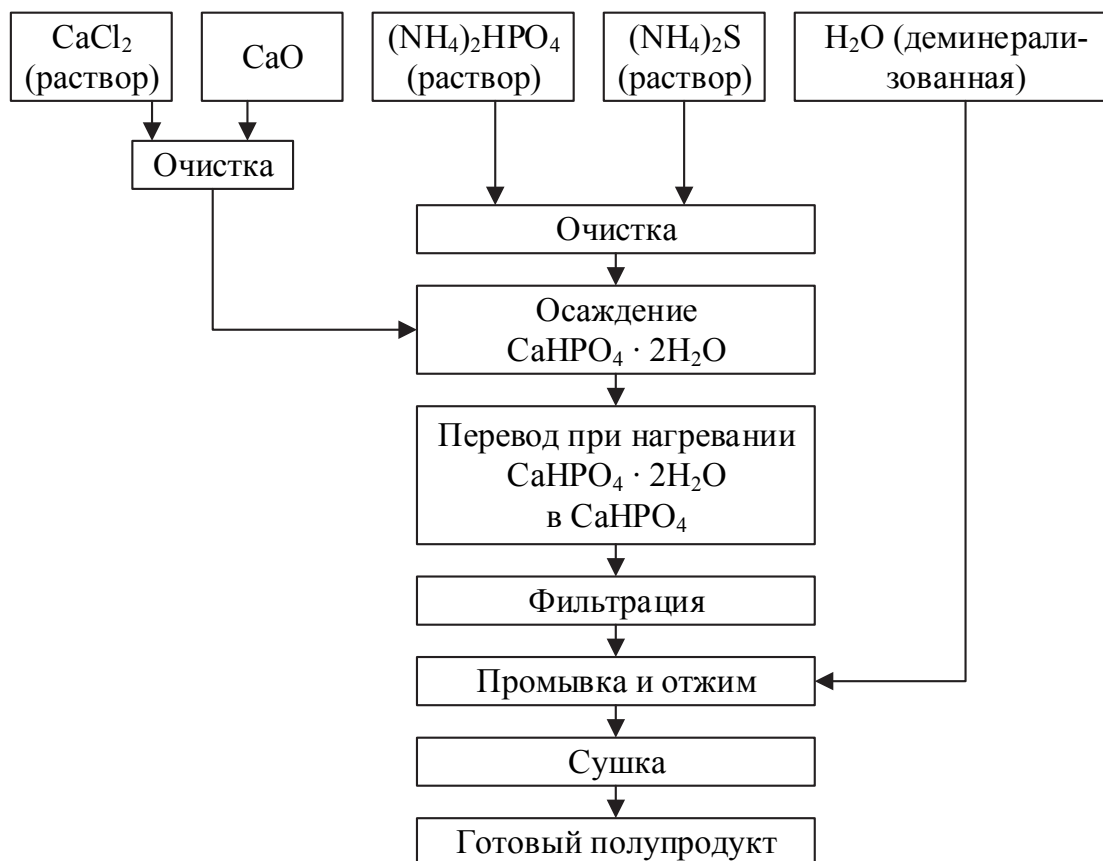 CaCl₂
(раствор)
CaO
(NH₄)₂HPO₄
(раствор)
(NH₄)₂S
(раствор)
H₂O (деминерали-
зованная)
Очистка
Очистка
Осаждение
CaHPO₄ · 2H₂O
Перевод при нагревании
CaHPO₄ · 2H₂O
в CaHPO₄
Фильтрация
Промывка и отжим
Сушка
Готовый полупродукт